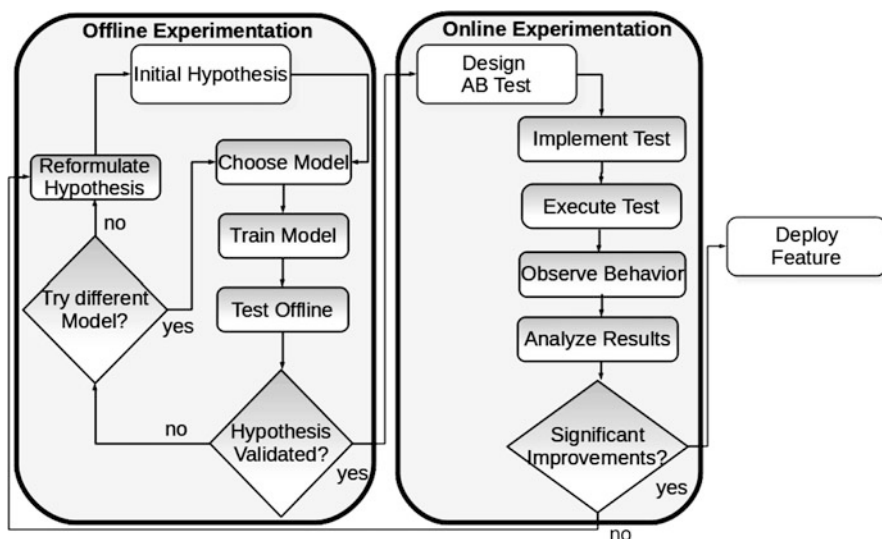 Offline Experimentation
Initial Hypothesis
Reformulate
Hypothesis
Choose Model
no
Train Model
Try different
Model?
yes
Test Offline
no
Hypothesis
Validated?
yes
Online Experimentation
Design
AB Test
Implement Test
Execute Test
Observe Behavior
Analyze Results
Significant
Improvements?
yes
no
Deploy
Feature